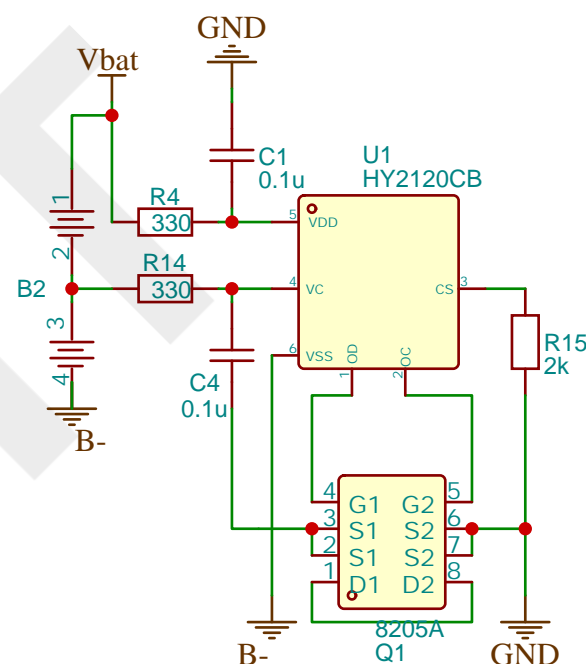 GND
Vbat
C1
0.1u
U1
HY2120CB
R4
330
5
VDD
1
2
R14
330
4
VC
CS
3
B2
3
4
B-
6
VSS
OD
OC
1
2
R15
2k
C4
0.1u
4
G1
G2
5
3
S1
S2
6
2
S1
S2
7
1
D1
D2
8
8205A
Q1
B-
GND